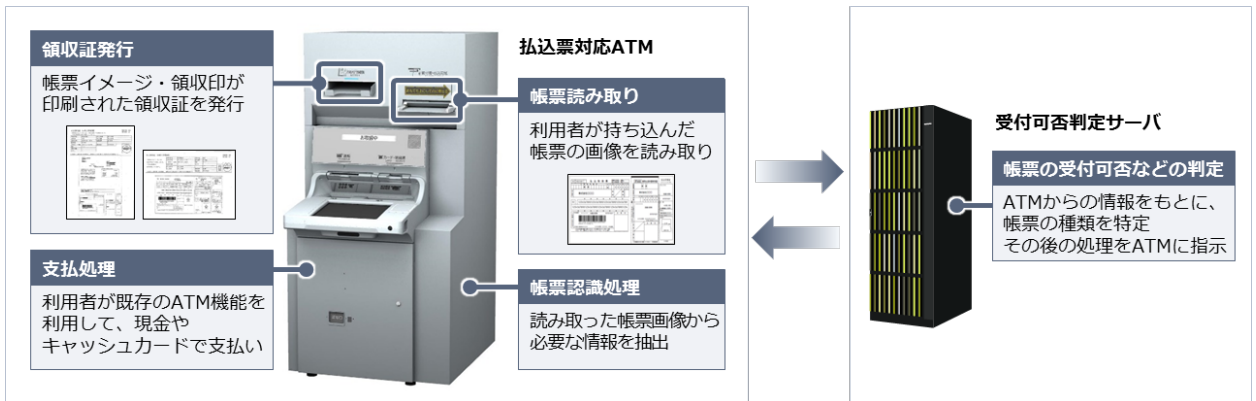 領収証発行
帳票イメージ・領収印が
印刷された領収証を発行
支払処理
利用者が既存のATM機能を
利用して、現金や
キャッシュカードで支払い
払込票対応ATM
帳票読み取り
利用者が持ち込んだ
帳票の画像を読み取り
帳票認識処理
読み取った帳票画像から
必要な情報を抽出
受付可否判定サーバ
帳票の受付可否などの判定
ATMからの情報をもとに、
帳票の種類を特定
その後の処理をATMに指示